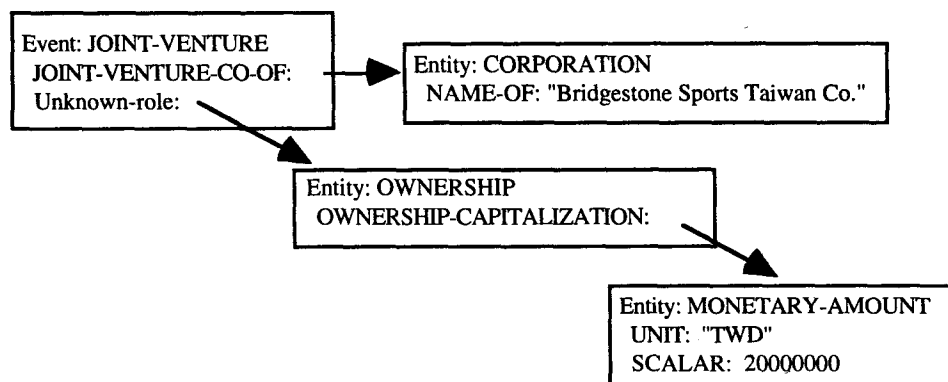 Event: JOINT-VENTURE
JOINT-VENTURE-CO-OF:
Unknown-role:
Entity: CORPORATION
NAME-OF: "Bridgestone Sports Taiwan Co."
Entity: OWNERSHIP
OWNERSHIP-CAPITALIZATION:
Entity: MONETARY-AMOUNT
UNIT: "TWD"
SCALAR: 20000000